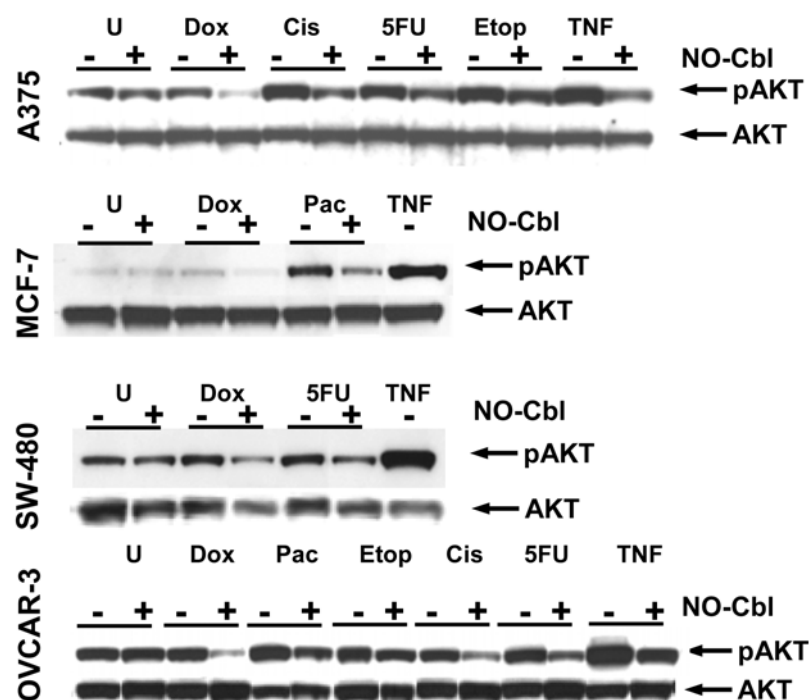 U Dox Cis 5FU Etop TNF
- + - + - + - + - + - + NO-Cbl
A375
pAKT
AKT
U Dox Pac TNF
- + - + - + - NO-Cbl
MCF-7
pAKT
AKT
U Dox 5FU TNF
- + - + - + - NO-Cbl
SW-480
pAKT
AKT
U Dox Pac Etop Cis 5FU TNF
- + - + - + - + - + - + - + NO-Cbl
OVCAR-3
pAKT
AKT